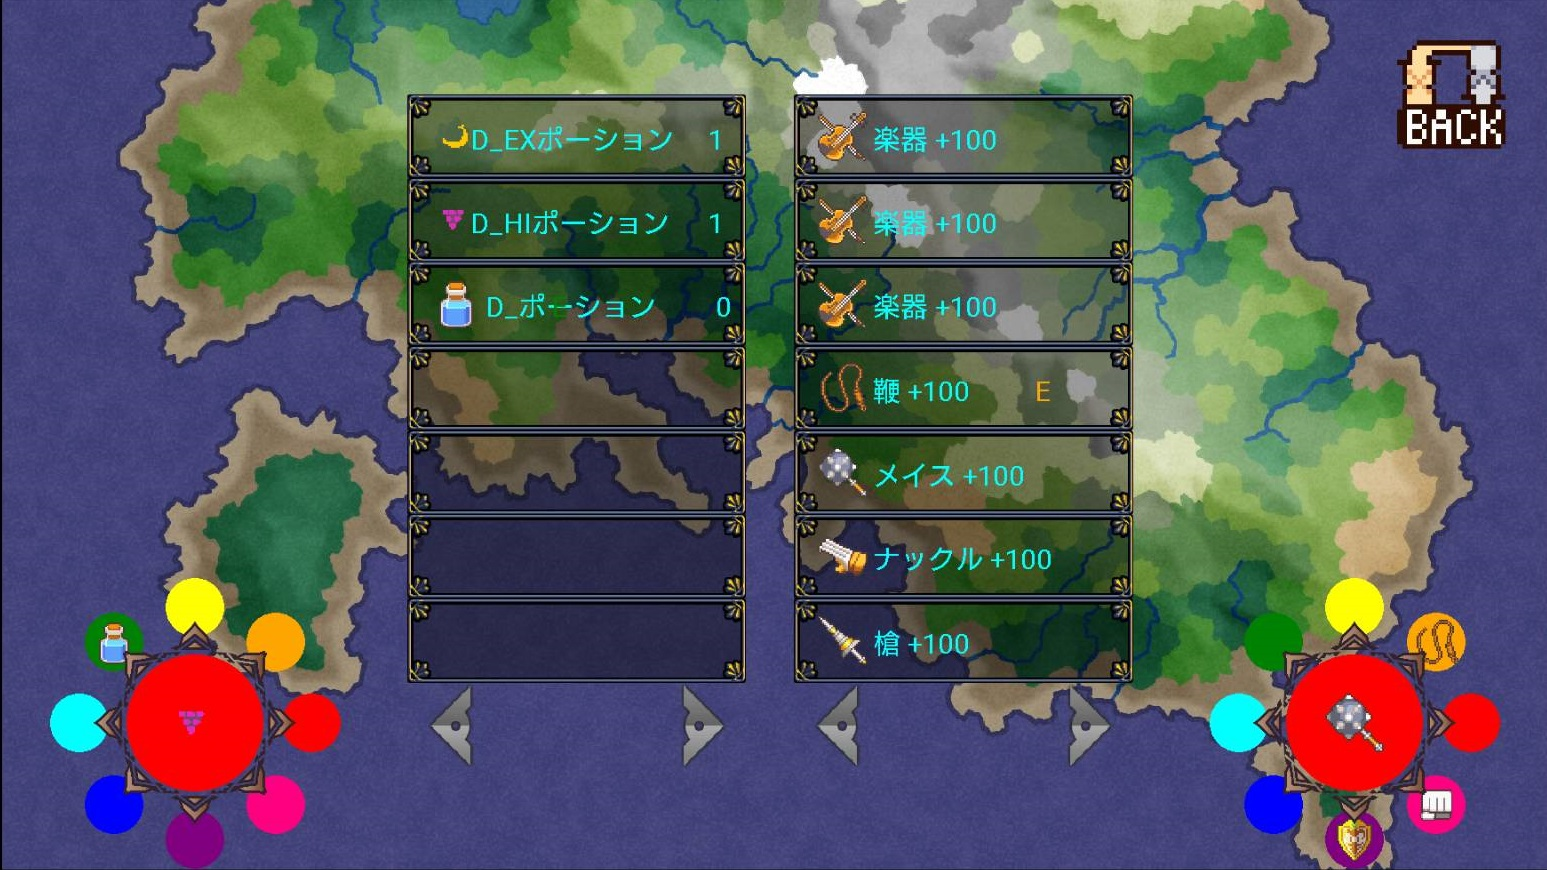 D_EXポーション 1
D_HIポーション 1
D_ポーション 0
楽器 +100
楽器 +100
楽器 +100
鞭 +100 E
メイス +100
ナックル +100
槍 +100
BACK